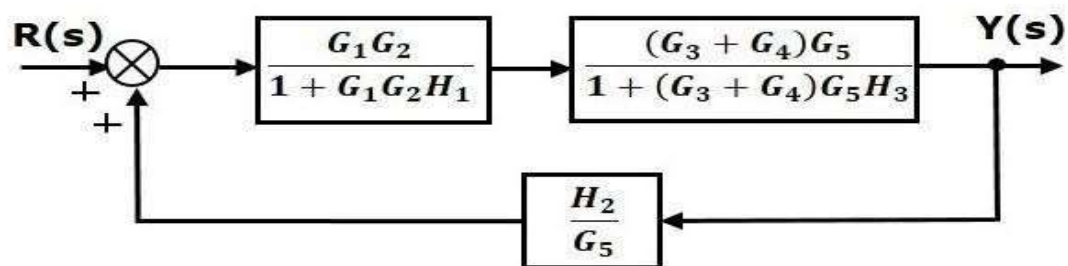 R(s)
+
+
G₁G₂
1 + G₁G₂H₁
(G₃ + G₄)G₅
1 + (G₃ + G₄)G₅H₃
Y(s)
H₂
G₅